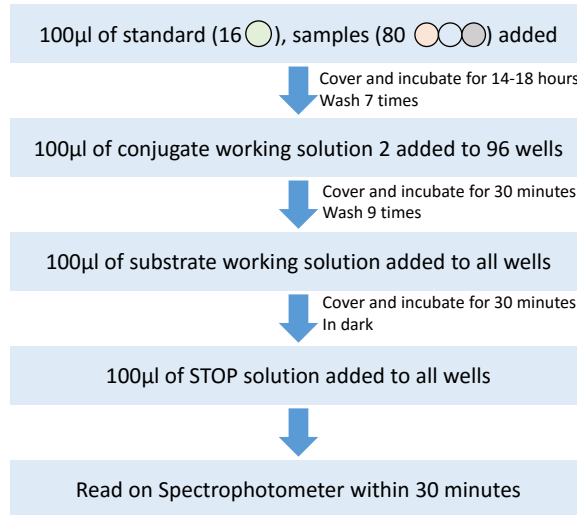 100µl of standard (16 ), samples (80 ) added
Cover and incubate for 14-18 hours
Wash 7 times
100µl of conjugate working solution 2 added to 96 wells
Cover and incubate for 30 minutes
Wash 9 times
100µl of substrate working solution added to all wells
Cover and incubate for 30 minutes
In dark
100µl of STOP solution added to all wells
Read on Spectrophotometer within 30 minutes